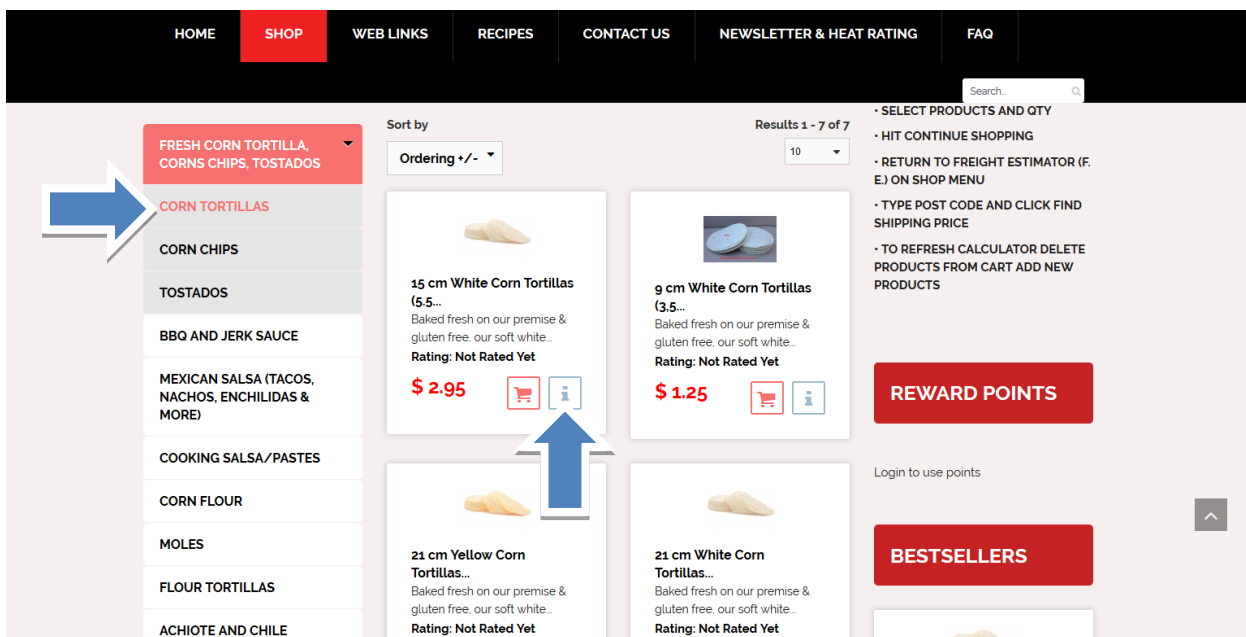 HOME SHOP WEB LINKS RECIPES CONTACT US NEWSLETTER & HEAT RATING FAQ
Search..
FRESH CORN TORTILLA,
CORNS CHIPS, TOSTADOS
CORN TORTILLAS
CORN CHIPS
TOSTADOS
BBQ AND JERK SAUCE
MEXICAN SALSA (TACOS,
NACHOS, ENCHILIDAS &
MORE)
COOKING SALSA/PASTES
CORN FLOUR
MOLES
FLOUR TORTILLAS
ACHIOTE AND CHILE
Sort by
Ordering +/-
Results 1 - 7 of 7
10
15 cm White Corn Tortillas
(5.5...
Baked fresh on our premise &
gluten free, our soft white...
Rating: Not Rated Yet
$ 2.95
9 cm White Corn Tortillas
(3,5...
Baked fresh on our premise &
gluten free, our soft white...
Rating: Not Rated Yet
$ 1.25
21 cm Yellow Corn
Tortillas...
Baked fresh on our premise &
gluten free, our soft white...
Rating: Not Rated Yet
21 cm White Corn
Tortillas...
Baked fresh on our premise &
gluten free, our soft white...
Rating: Not Rated Yet
• SELECT PRODUCTS AND QTY
• HIT CONTINUE SHOPPING
• RETURN TO FREIGHT ESTIMATOR (F.
E.) ON SHOP MENU
• TYPE POST CODE AND CLICK FIND
SHIPPING PRICE
• TO REFRESH CALCULATOR DELETE
PRODUCTS FROM CART ADD NEW
PRODUCTS
REWARD POINTS
Login to use points
BESTSELLERS